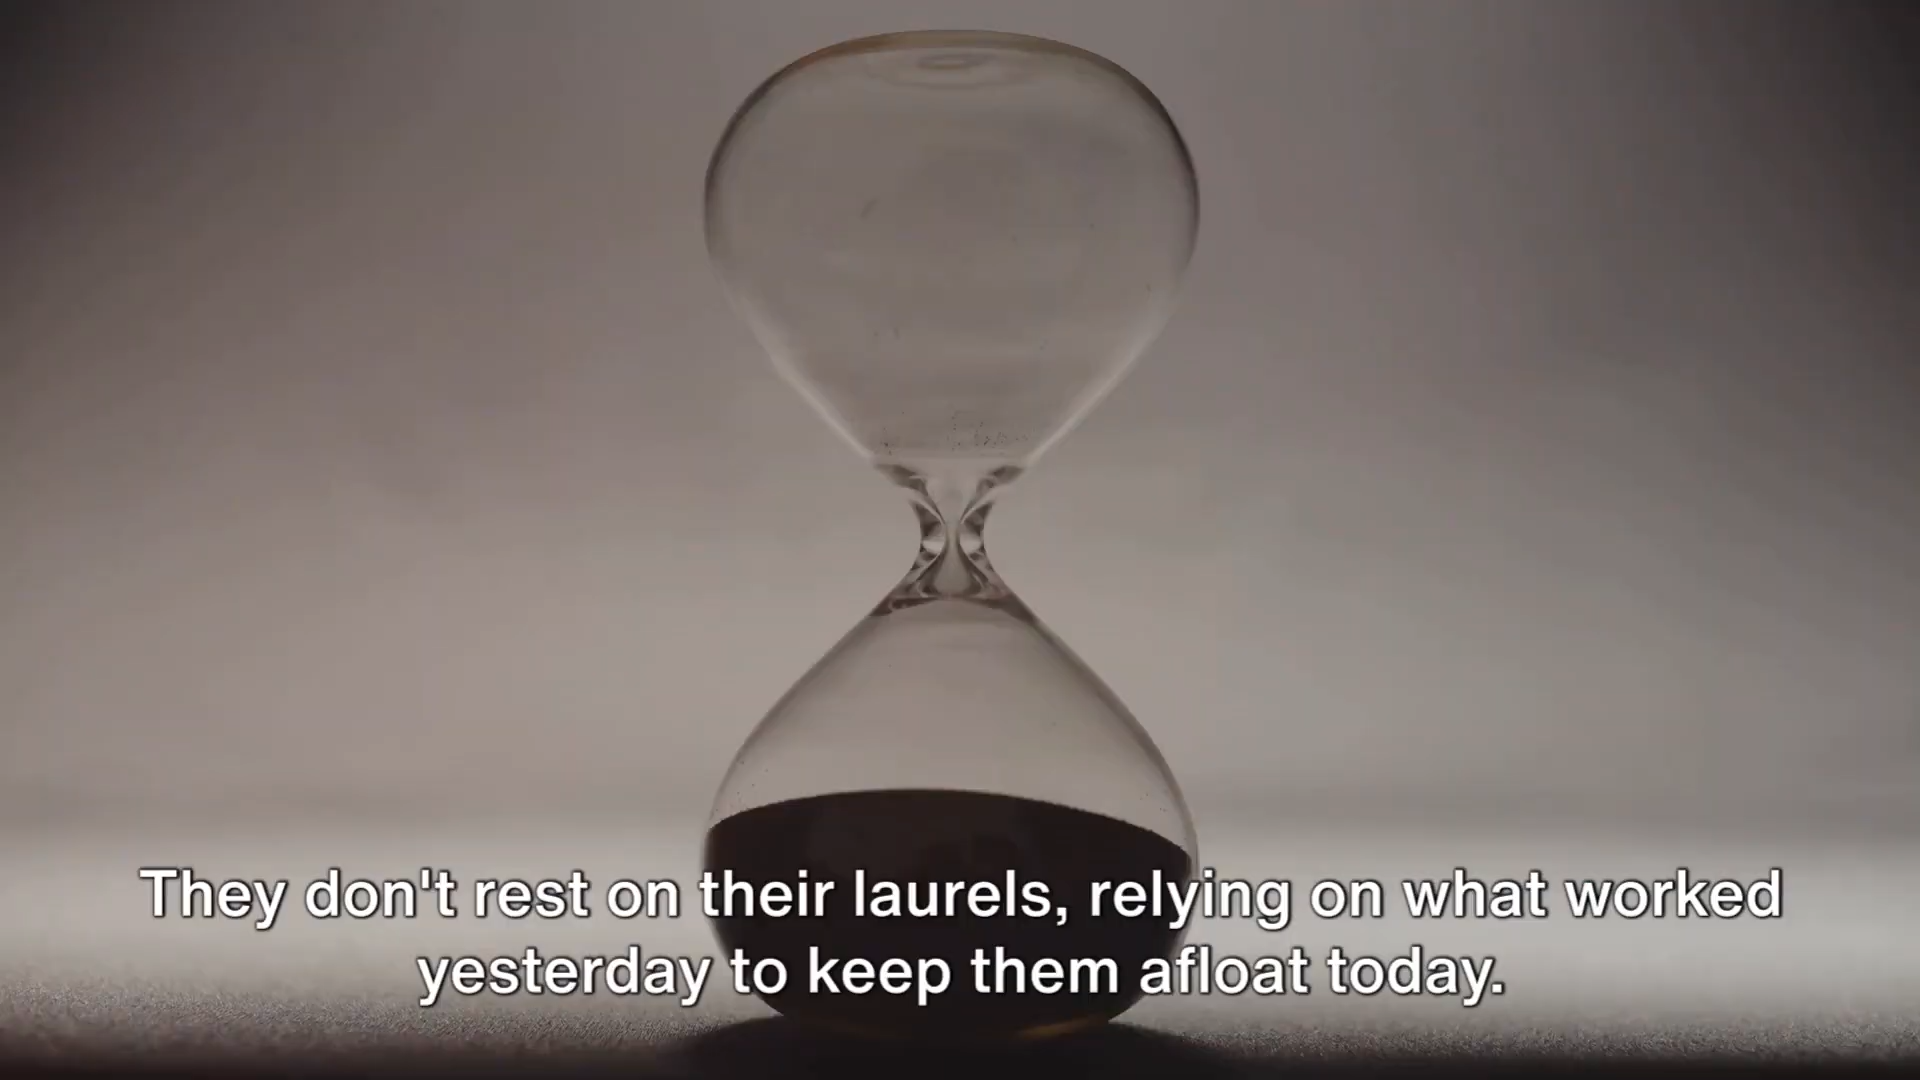 They don't rest on their laurels, relying on what worked
yesterday to keep them afloat today.